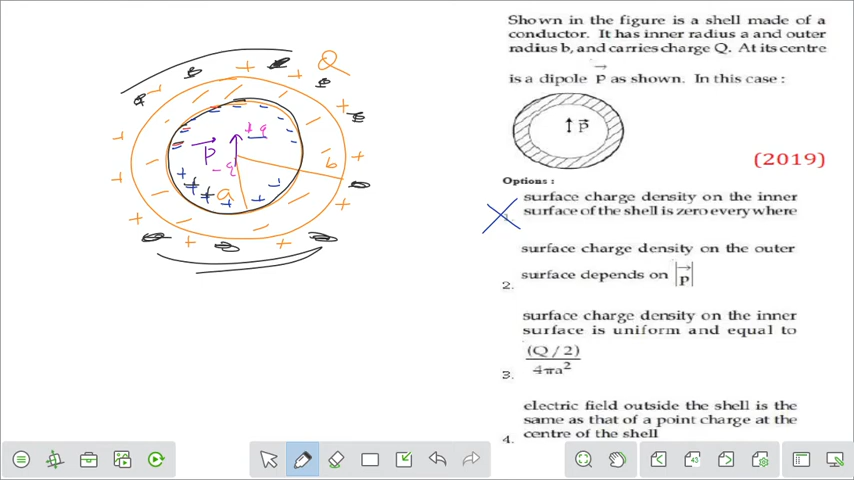 Shown in the figure is a shell made of a
conductor. It has inner radius a and outer
radius b, and carries charge Q. At its centre
is a dipole p⃗ as shown. In this case :
p⃗
(2019)
Options :
surface charge density on the inner
surface of the shell is zero every where
surface charge density on the outer
surface depends on |p⃗|
2.
surface charge density on the inner
surface is uniform and equal to
(Q / 2)
4πa²
3.
electric field outside the shell is the
same as that of a point charge at the
centre of the shell
4.
Q
+q
p⃗
-q
b
a
43